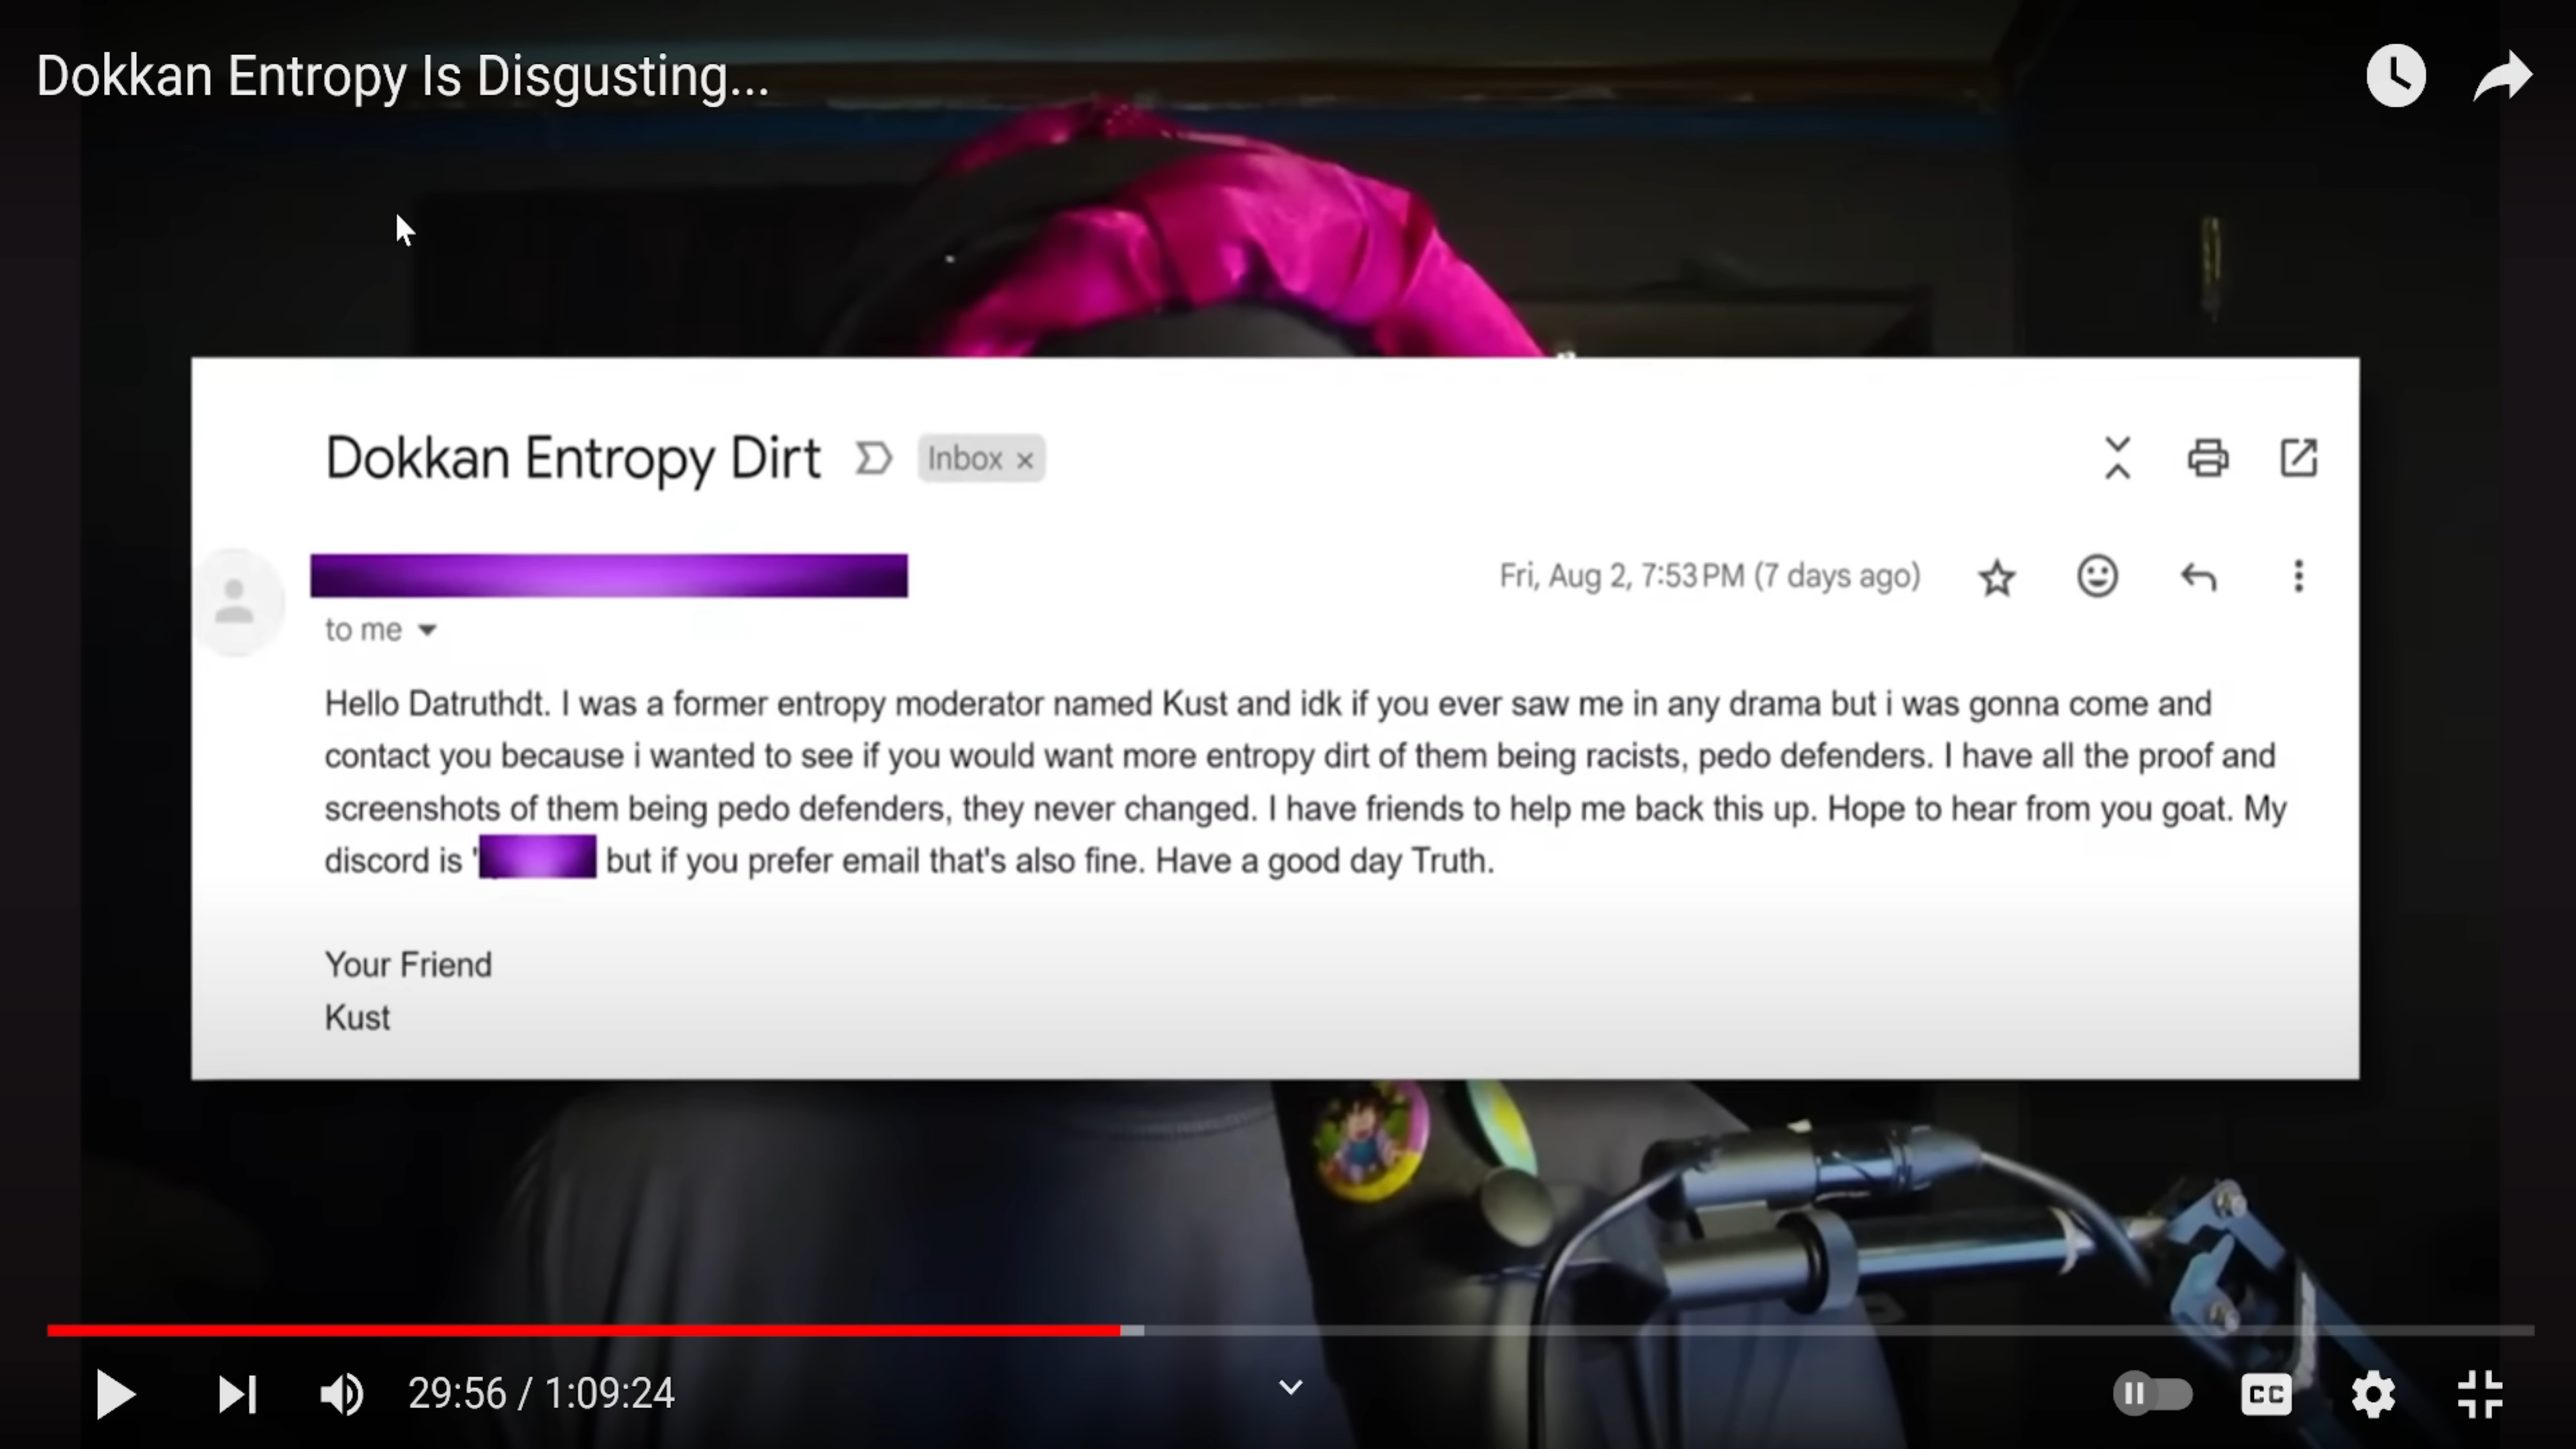 Dokkan Entropy Is Disgusting...
Dokkan Entropy Dirt
Inbox x
Fri, Aug 2, 7:53 PM (7 days ago)
to me
Hello Datruthdt. I was a former entropy moderator named Kust and idk if you ever saw me in any drama but i was gonna come and
contact you because i wanted to see if you would want more entropy dirt of them being racists, pedo defenders. I have all the proof and
screenshots of them being pedo defenders, they never changed. I have friends to help me back this up. Hope to hear from you goat. My
discord is ' but if you prefer email that's also fine. Have a good day Truth.
Your Friend
Kust
29:56 / 1:09:24
CC